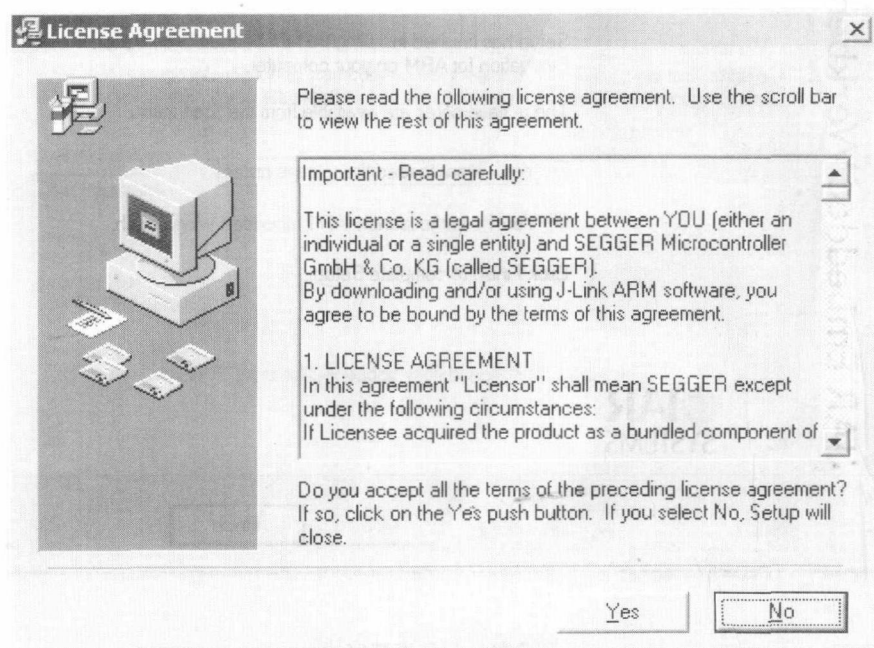 License Agreement
Please read the following license agreement. Use the scroll bar
to view the rest of this agreement.
Important - Read carefully:
This license is a legal agreement between YOU (either an
individual or a single entity) and SEGGER Microcontroller
GmbH & Co. KG (called SEGGER).
By downloading and/or using J-Link ARM software, you
agree to be bound by the terms of this agreement.
1. LICENSE AGREEMENT
In this agreement "Licensor" shall mean SEGGER except
under the following circumstances:
If Licensee acquired the product as a bundled component of
Do you accept all the terms of the preceding license agreement?
If so, click on the Yes push button. If you select No, Setup will
close.
Yes
No